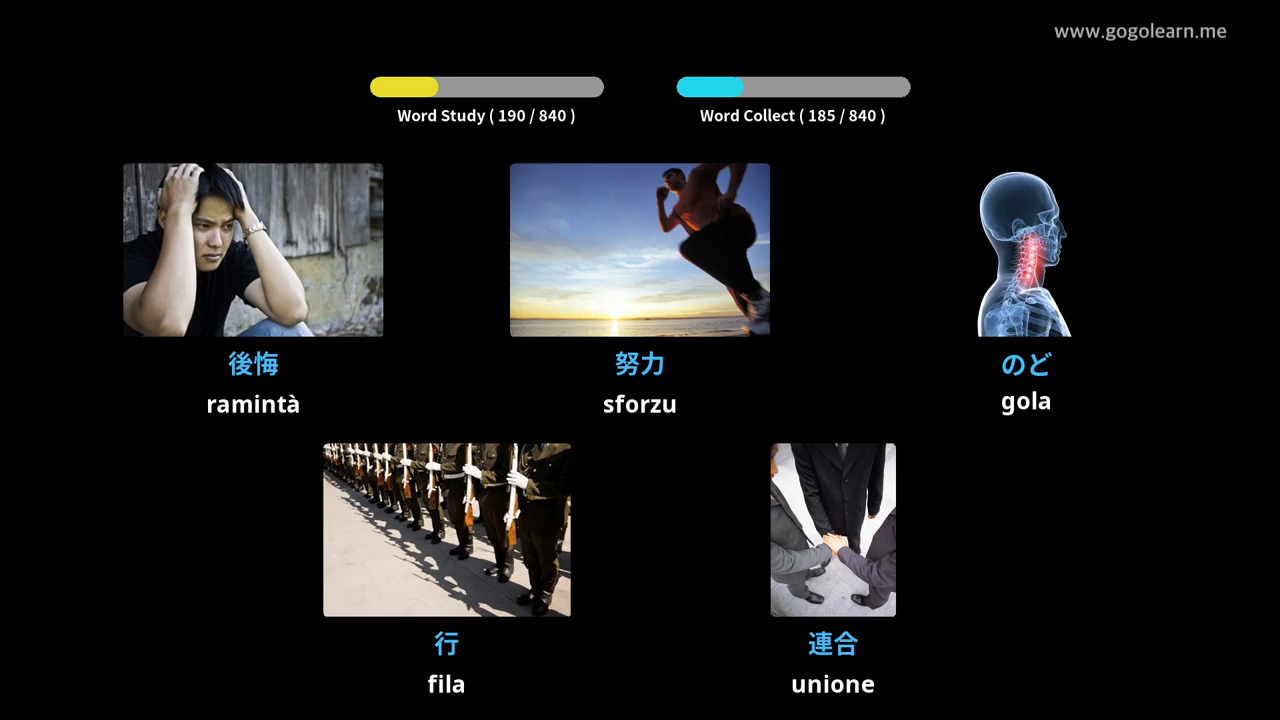 www.gogolearn.me
Word Study ( 190 / 840 )
Word Collect ( 185 / 840 )
後悔
ramintà
努力
sforzu
のど
gola
行
fila
連合
unione